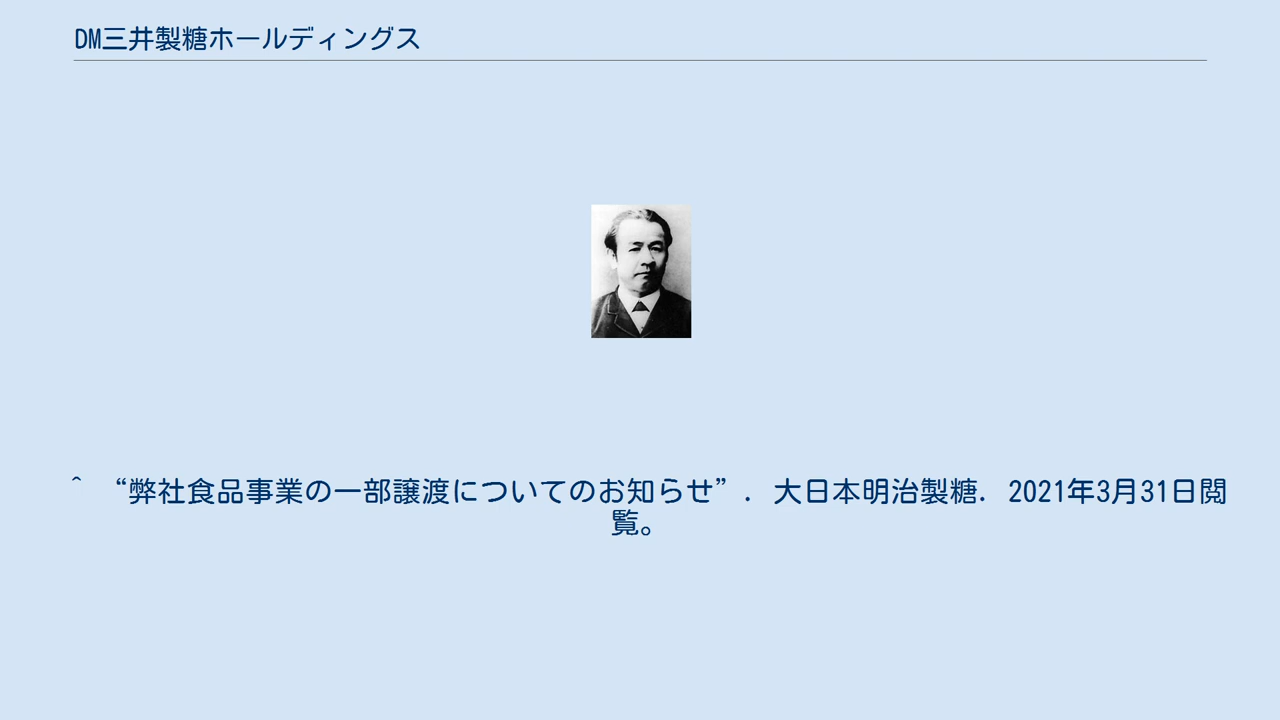 DM三井製糖ホールディングス
^ “弊社食品事業の一部譲渡についてのお知らせ”. 大日本明治製糖. 2021年3月31日閲
覧。